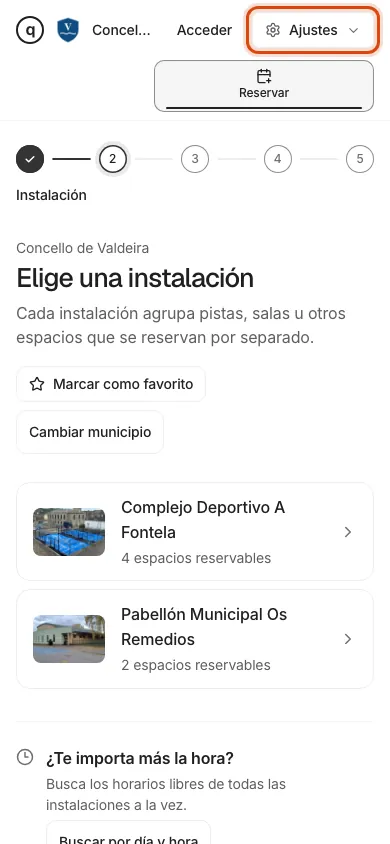 q
V
Concel...
Acceder
Ajustes
Reservar
2
3
4
5
Instalación
Concello de Valdeira
Elige una instalación
Cada instalación agrupa pistas, salas u otros
espacios que se reservan por separado.
Marcar como favorito
Cambiar municipio
Complejo Deportivo A
Fontela
4 espacios reservables
Pabellón Municipal Os
Remedios
2 espacios reservables
¿Te importa más la hora?
Busca los horarios libres de todas las
instalaciones a la vez.
Buscar por día y hora